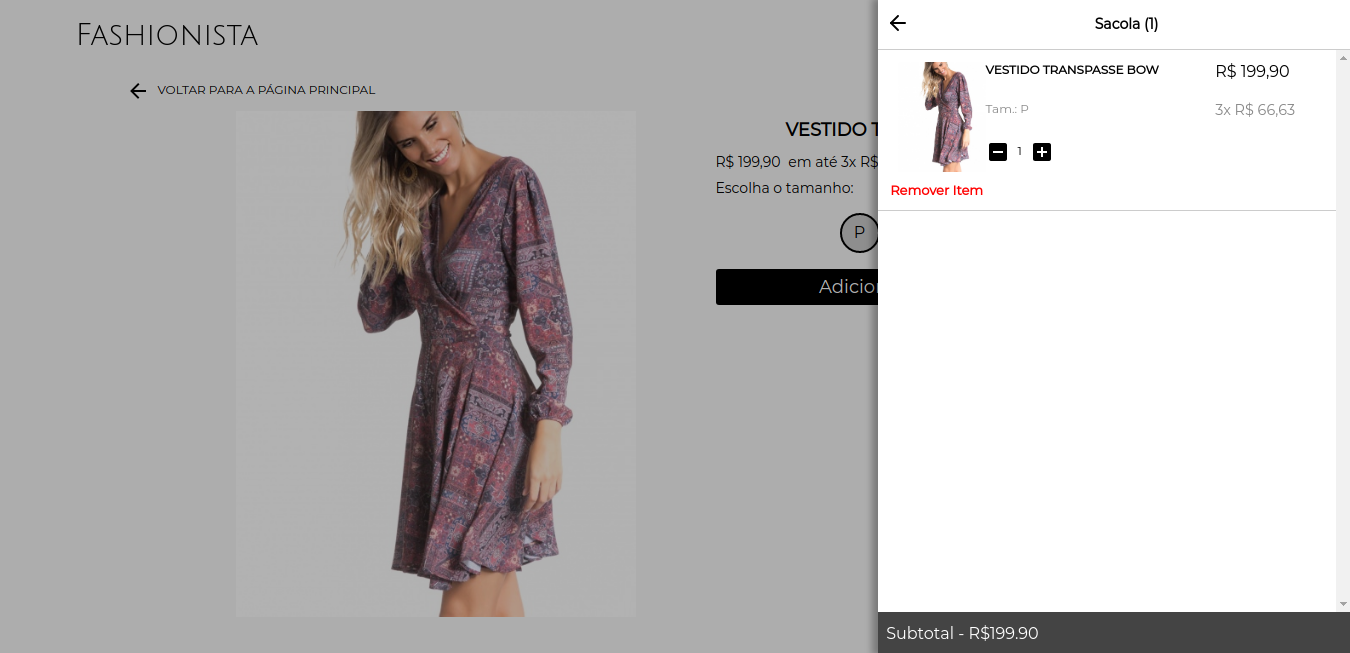 FASHIONISTA
VOLTAR PARA A PÁGINA PRINCIPAL
VESTIDO
R$ 199,90 em até 3x R$
Escolha o tamanho:
P
Sacola (1)
VESTIDO TRANSPASSE BOW
R$ 199,90
Tam.: P
3x R$ 66,63
1
Remover Item
Subtotal - R$199.90